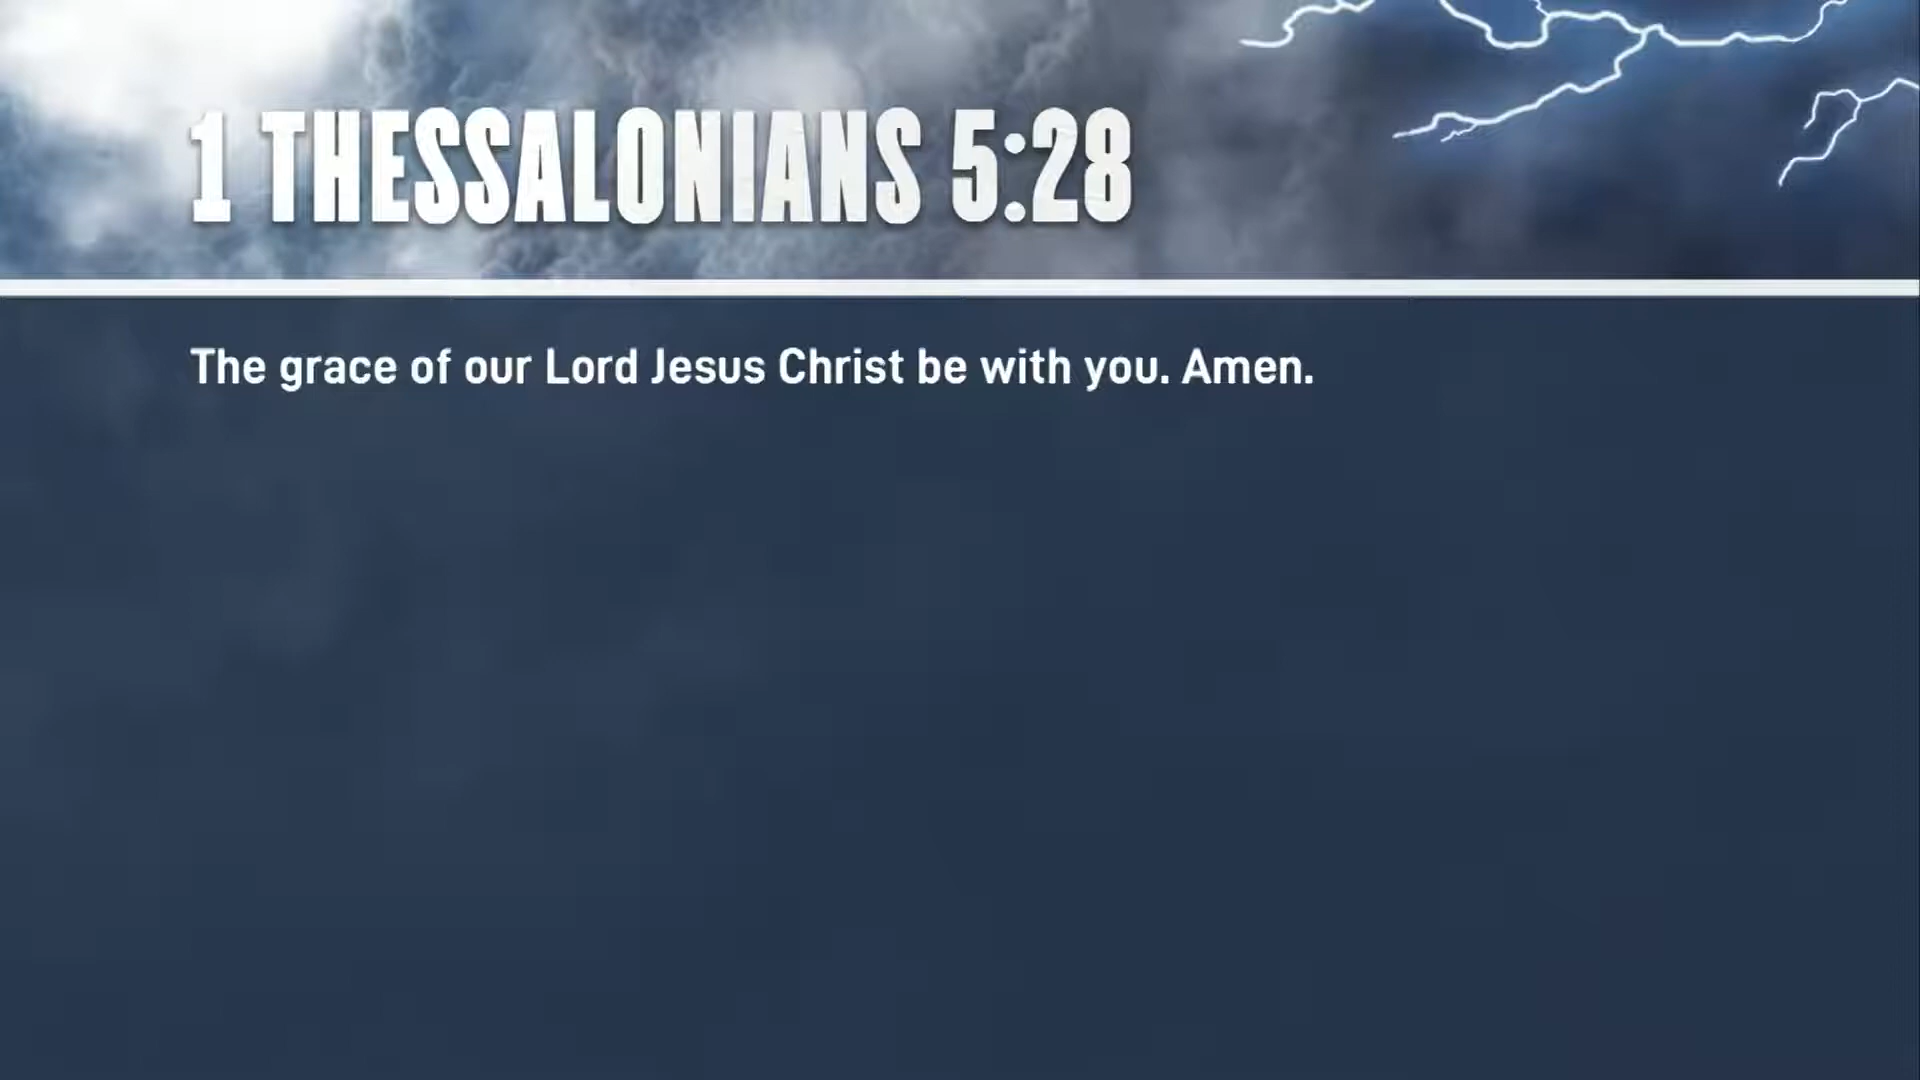 1 THESSALONIANS 5:28
The grace of our Lord Jesus Christ be with you. Amen.